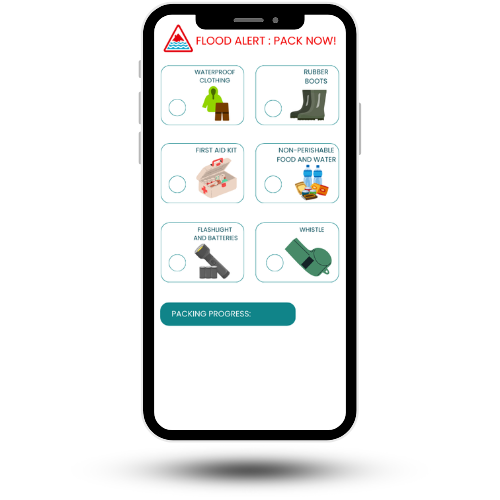 FLOOD ALERT : PACK NOW!
WATERPROOF
CLOTHING
RUBBER
BOOTS
FIRST AID KIT
NON-PERISHABLE
FOOD AND WATER
FLASHLIGHT
AND BATTERIES
WHISTLE
PACKING PROGRESS: